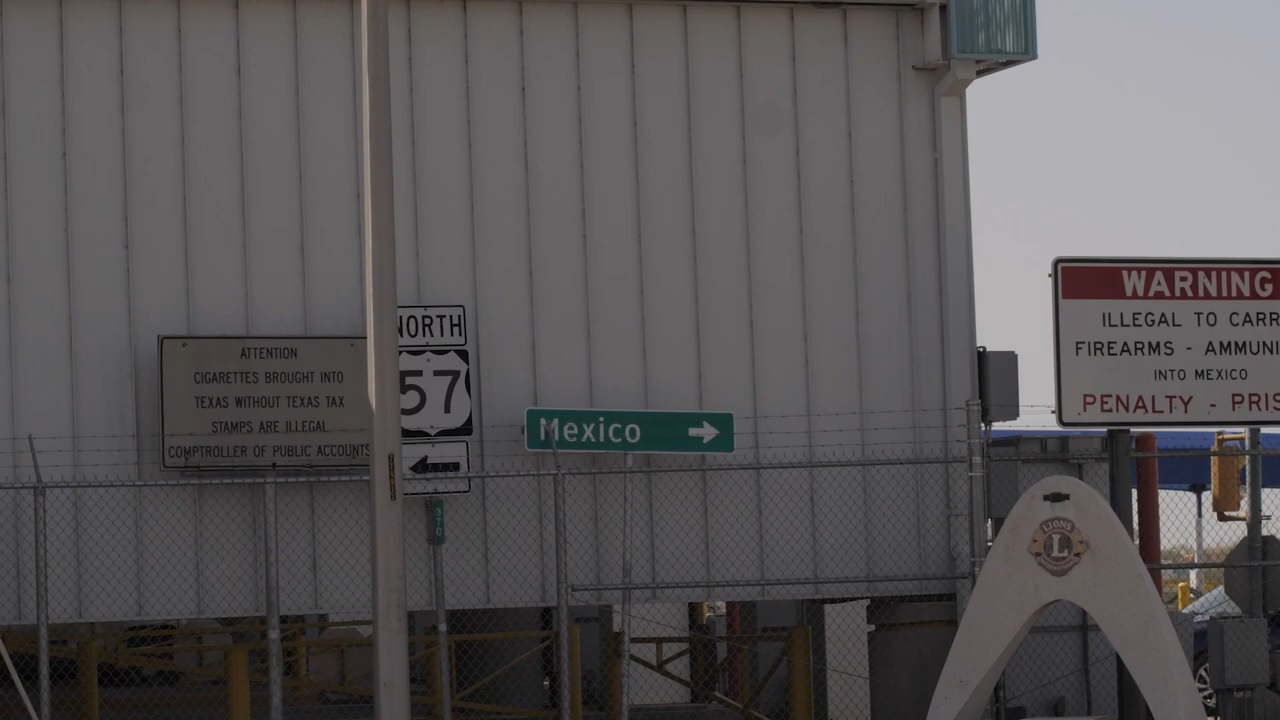 ATTENTION
CIGARETTES BROUGHT INTO
TEXAS WITHOUT TEXAS TAX
STAMPS ARE ILLEGAL
COMPTROLLER OF PUBLIC ACCOUNTS
NORTH
57
370
Mexico
WARNING
ILLEGAL TO CARR
FIREARMS - AMMUNI
INTO MEXICO
PENALTY - PRIS
LIONS
L